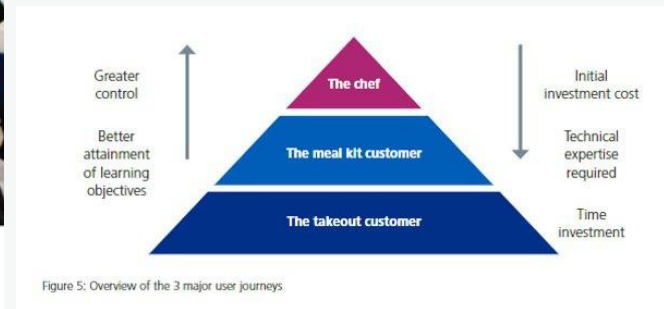 Greater
control
Better
attainment
of learning
objectives
The chef
The meal kit customer
The takeout customer
Initial
investment cost
Technical
expertise
required
Time
investment
Figure 5: Overview of the 3 major user journeys